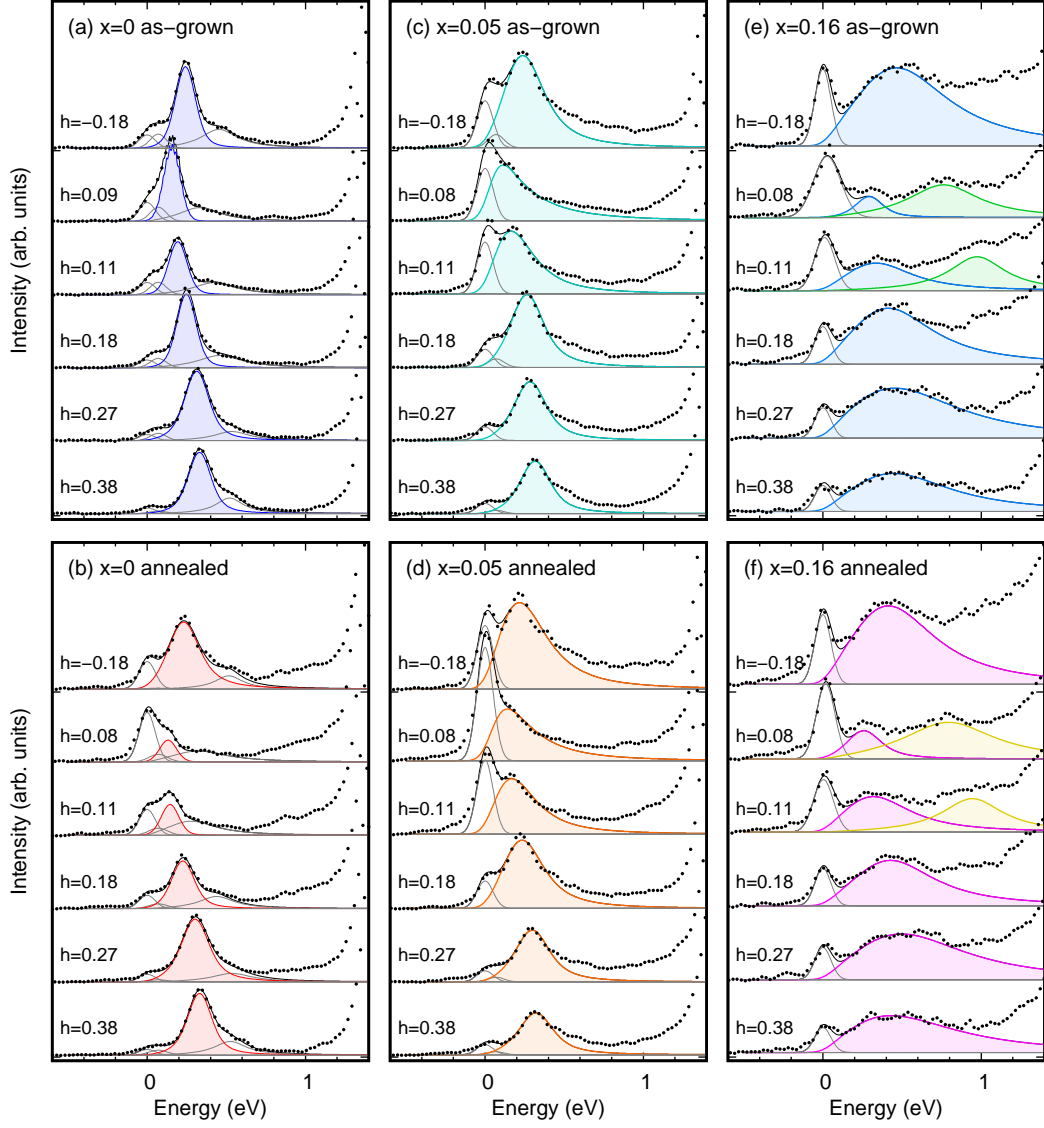 (a) x=0 as−grown
h=−0.18
h=0.09
h=0.11
h=0.18
h=0.27
h=0.38
(c) x=0.05 as−grown
h=−0.18
h=0.08
h=0.11
h=0.18
h=0.27
h=0.38
(e) x=0.16 as−grown
h=−0.18
h=0.08
h=0.11
h=0.18
h=0.27
h=0.38
Intensity (arb. units)
(b) x=0 annealed
h=−0.18
h=0.08
h=0.11
h=0.18
h=0.27
h=0.38
0 1
Energy (eV)
(d) x=0.05 annealed
h=−0.18
h=0.08
h=0.11
h=0.18
h=0.27
h=0.38
0 1
Energy (eV)
(f) x=0.16 annealed
h=−0.18
h=0.08
h=0.11
h=0.18
h=0.27
h=0.38
0 1
Energy (eV)
Intensity (arb. units)